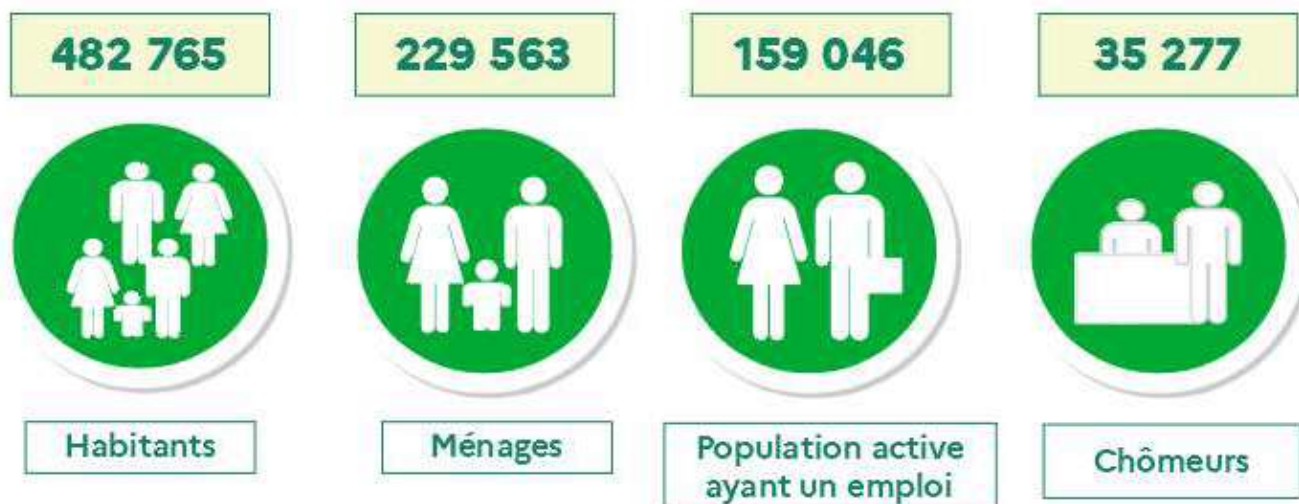 482 765
229 563
159 046
35 277
Habitants
Ménages
Population active
ayant un emploi
Chômeurs